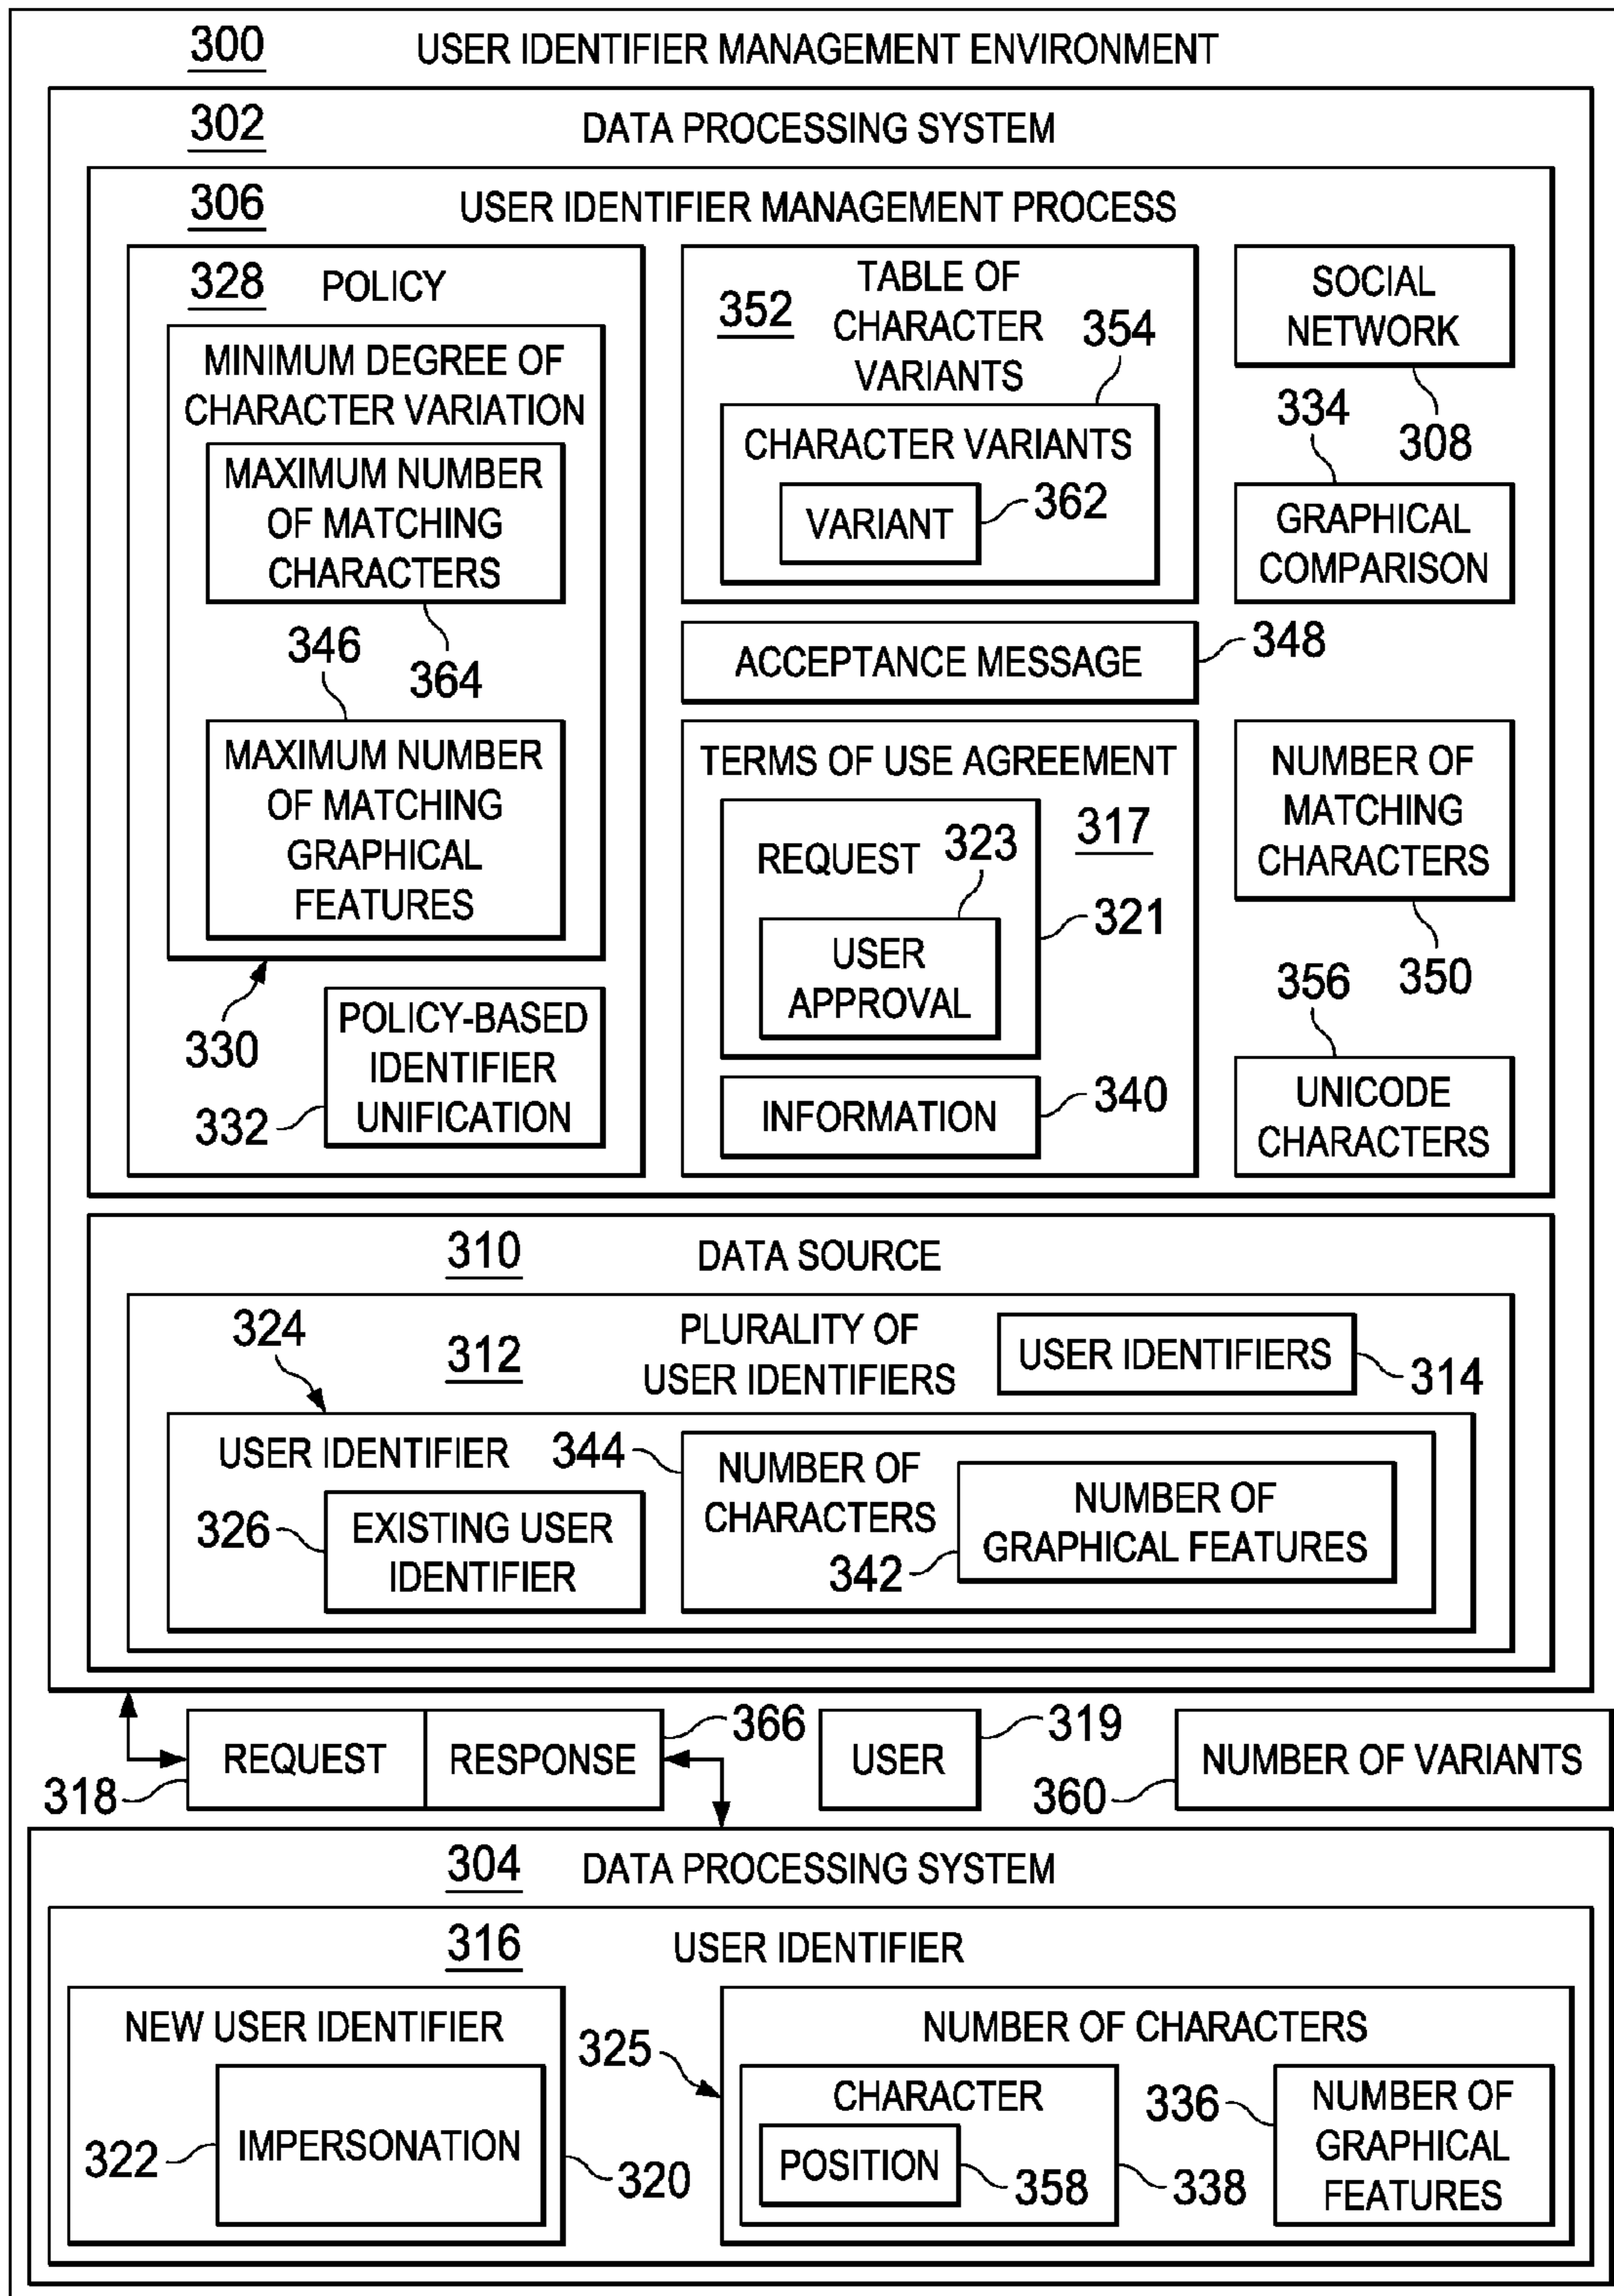 300 USER IDENTIFIER MANAGEMENT ENVIRONMENT
302 DATA PROCESSING SYSTEM
306 USER IDENTIFIER MANAGEMENT PROCESS
328 POLICY
MINIMUM DEGREE OF
CHARACTER VARIATION
MAXIMUM NUMBER
OF MATCHING
CHARACTERS
346
364
MAXIMUM NUMBER
OF MATCHING
GRAPHICAL
FEATURES
330
POLICY-BASED
IDENTIFIER
UNIFICATION
332
352
TABLE OF
CHARACTER
VARIANTS
354
CHARACTER VARIANTS
VARIANT
362
ACCEPTANCE MESSAGE
348
TERMS OF USE AGREEMENT
317
REQUEST
323
321
USER
APPROVAL
INFORMATION
340
SOCIAL
NETWORK
334
308
GRAPHICAL
COMPARISON
NUMBER OF
MATCHING
CHARACTERS
356
350
UNICODE
CHARACTERS
310 DATA SOURCE
324
312
PLURALITY OF
USER IDENTIFIERS
USER IDENTIFIERS
314
USER IDENTIFIER
344
326
EXISTING USER
IDENTIFIER
NUMBER OF
CHARACTERS
342
NUMBER OF
GRAPHICAL FEATURES
318
REQUEST
RESPONSE
366
USER
319
360
NUMBER OF VARIANTS
304 DATA PROCESSING SYSTEM
316 USER IDENTIFIER
NEW USER IDENTIFIER
322
IMPERSONATION
320
325
NUMBER OF CHARACTERS
CHARACTER
POSITION
358
338
336
NUMBER OF
GRAPHICAL
FEATURES